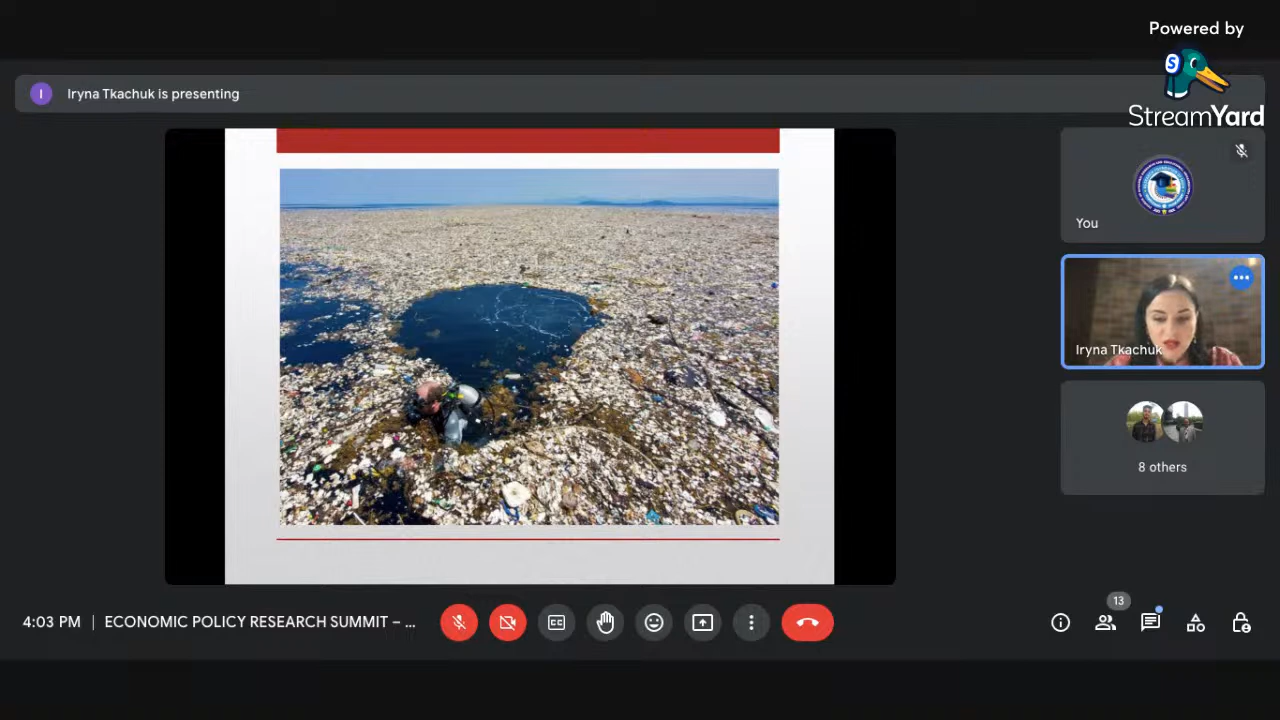 Powered by
S
StreamYard
I
Iryna Tkachuk is presenting
You
Iryna Tkachuk
8 others
4:03 PM | ECONOMIC POLICY RESEARCH SUMMIT – ...
CC
13